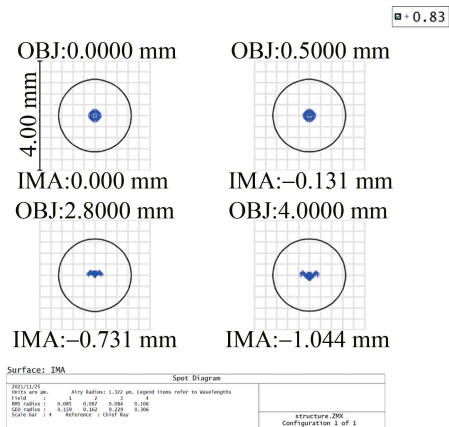 + 0.83
OBJ:0.0000 mm OBJ:0.5000 mm
4.00 mm
IMA:0.000 mm IMA:–0.131 mm
OBJ:2.8000 mm OBJ:4.0000 mm
IMA:–0.731 mm IMA:–1.044 mm
Surface: IMA
Spot Diagram
2021/11/25
Units are μm. Airy Radius: 1.322 μm. Legend items refer to Wavelengths
Field : 1 2 3 4
RMS radius : 0.085 0.087 0.084 0.106
GEO radius : 0.159 0.162 0.229 0.306
Scale bar : 4 Reference : Chief Ray
structure.ZMX
Configuration 1 of 1